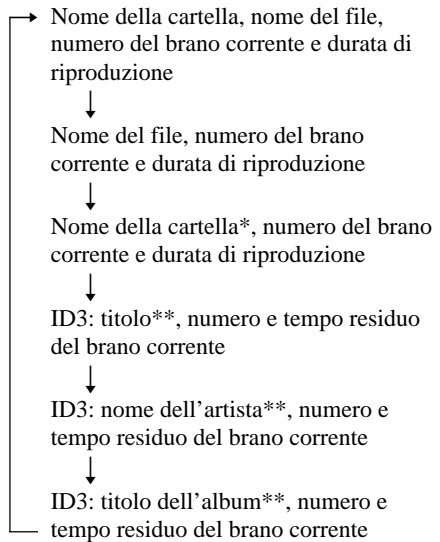 Nome della cartella, nome del file,
numero del brano corrente e durata di
riproduzione
Nome del file, numero del brano
corrente e durata di riproduzione
Nome della cartella*, numero del brano
corrente e durata di riproduzione
ID3: titolo**, numero e tempo residuo
del brano corrente
ID3: nome dell'artista**, numero e
tempo residuo del brano corrente
ID3: titolo dell'album**, numero e
tempo residuo del brano corrente